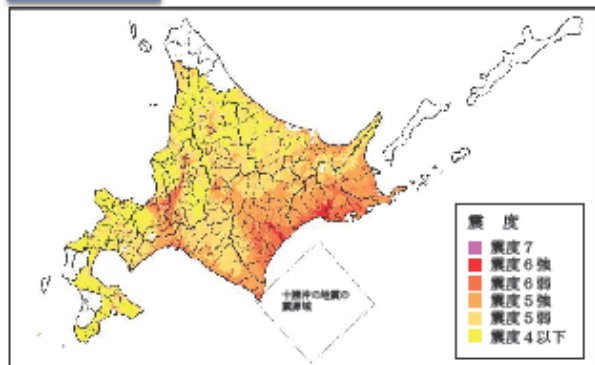 十勝沖の地震の
震源域
震 度
震度7
震度6強
震度6弱
震度5強
震度5弱
震度4以下